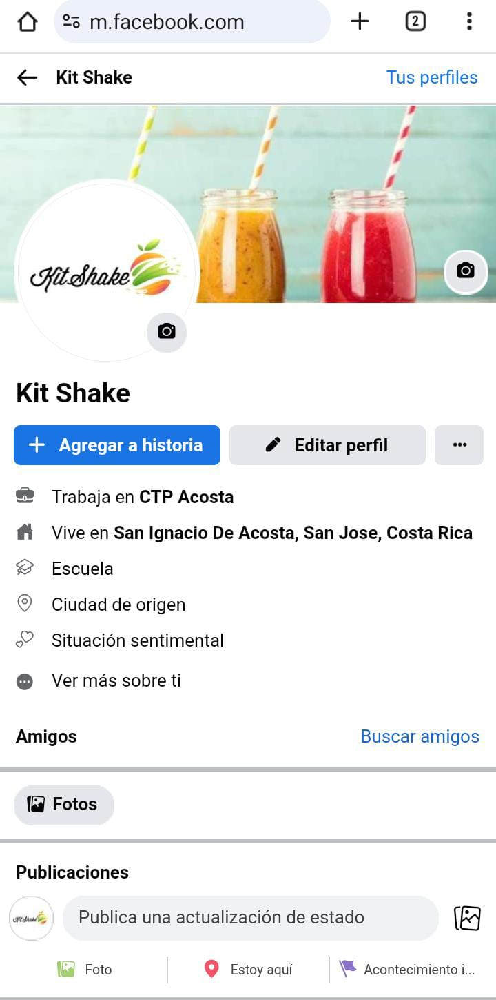 m.facebook.com
2
Kit Shake
Tus perfiles
Kit Shake
Kit Shake
Agregar a historia
Editar perfil
Trabaja en CTP Acosta
Vive en San Ignacio De Acosta, San Jose, Costa Rica
Escuela
Ciudad de origen
Situación sentimental
Ver más sobre ti
Amigos
Buscar amigos
Fotos
Publicaciones
Kit Shake
Publica una actualización de estado
Foto
Estoy aquí
Acontecimiento i...